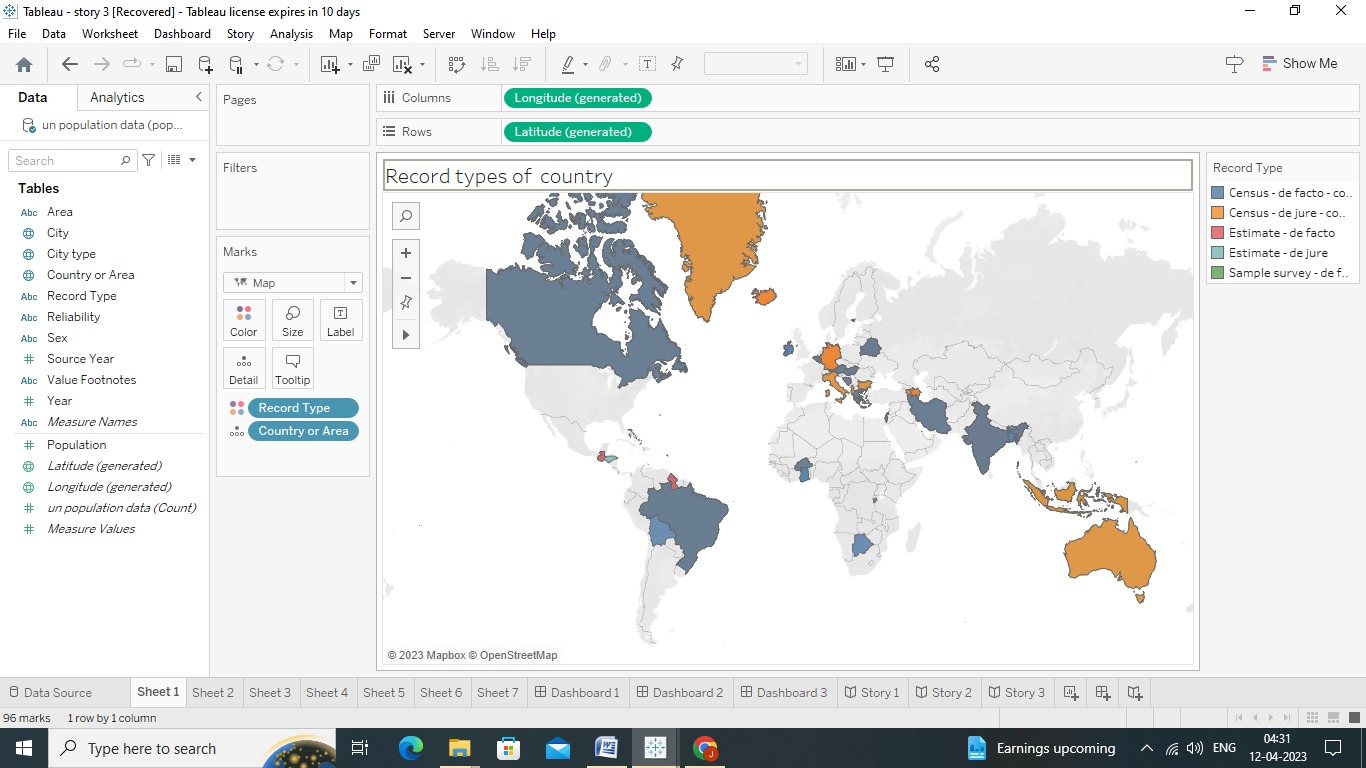 Tableau - story 3 [Recovered] - Tableau license expires in 10 days
File Data Worksheet Dashboard Story Analysis Map Format Server Window Help
Show Me
Data Analytics
un population data (pop...
Search
Tables
Abc Area
City
City type
Country or Area
Abc Record Type
Abc Reliability
Abc Sex
Source Year
Abc Value Footnotes
Year
Abc Measure Names
Population
Latitude (generated)
Longitude (generated)
un population data (Count)
Measure Values
Pages
Filters
Marks
Map
Color Size Label
Detail Tooltip
Record Type
Country or Area
Columns Longitude (generated)
Rows Latitude (generated)
Record types of country
© 2023 Mapbox © OpenStreetMap
Record Type
Census - de facto - co..
Census - de jure - co..
Estimate - de facto
Estimate - de jure
Sample survey - de f..
Data Source Sheet 1 Sheet 2 Sheet 3 Sheet 4 Sheet 5 Sheet 6 Sheet 7 Dashboard 1 Dashboard 2 Dashboard 3 Story 1 Story 2 Story 3
96 marks 1 row by 1 column
Type here to search
Earnings upcoming
ENG
04:31
12-04-2023